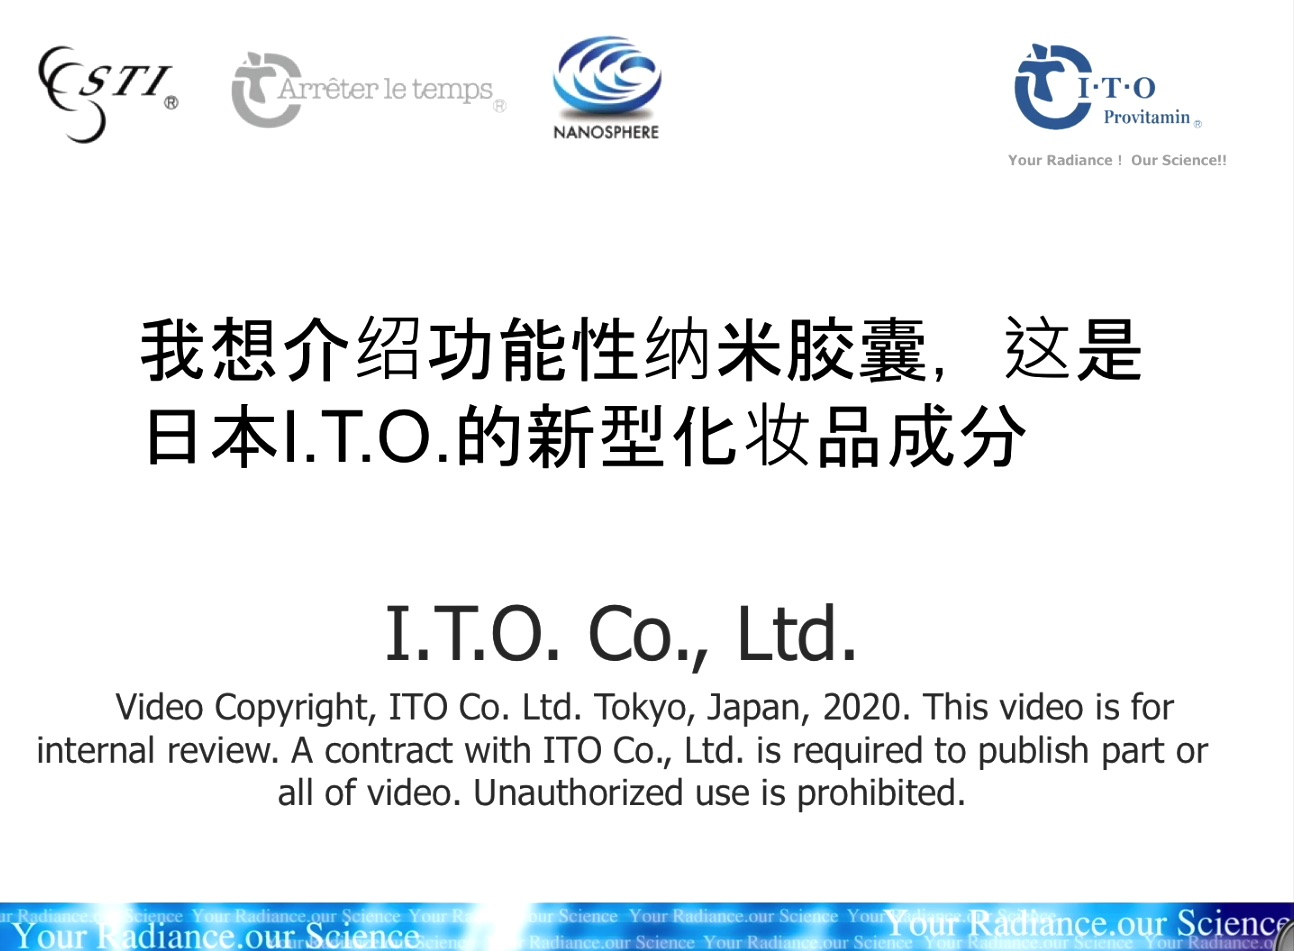 STI®
Arrêter le temps®
NANOSPHERE
I·T·O
Provitamin®
Your Radiance ! Our Science!!
我想介绍功能性纳米胶囊，这是
日本I.T.O.的新型化妆品成分
I.T.O. Co., Ltd.
Video Copyright, ITO Co. Ltd. Tokyo, Japan, 2020. This video is for
internal review. A contract with ITO Co., Ltd. is required to publish part or
all of video. Unauthorized use is prohibited.
Your Radiance.our Science
Your Radiance.our Science